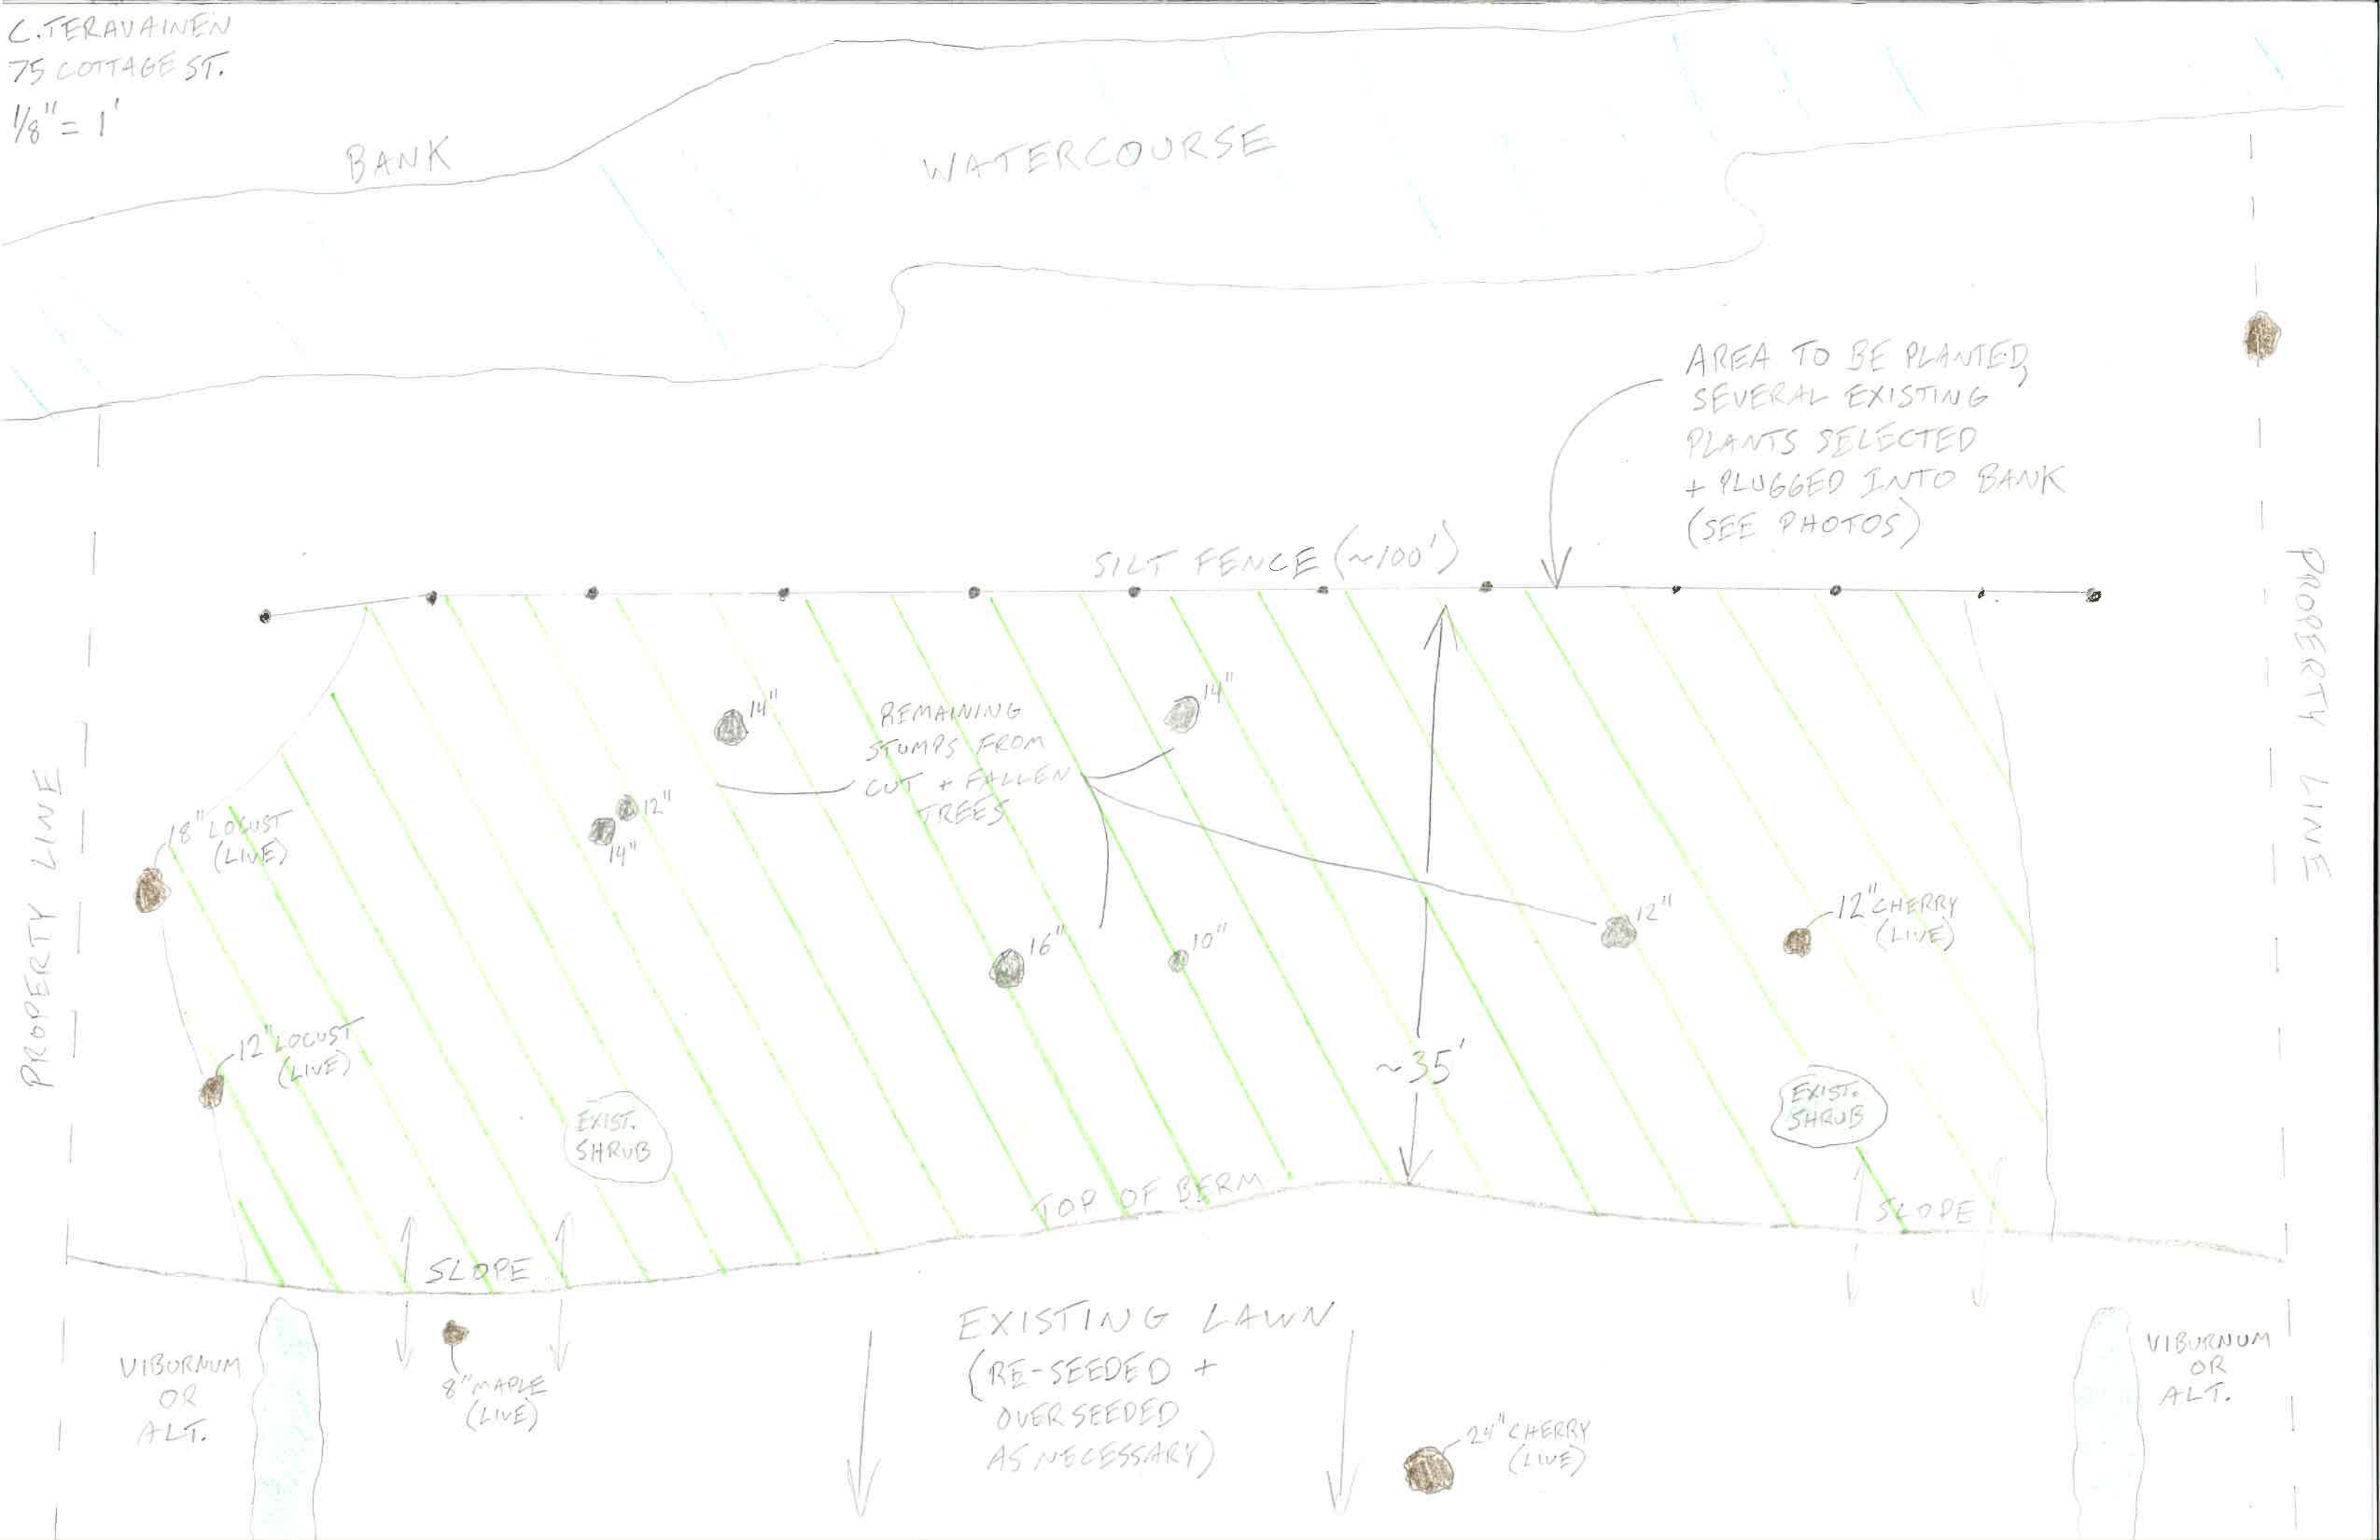 C. TERAVAINEN
75 COTTAGE ST.
1/8" = 1'
BANK
WATERCOURSE
AREA TO BE PLANTED,
SEVERAL EXISTING
PLANTS SELECTED
+ PLUGGED INTO BANK
(SEE PHOTOS)
SILT FENCE (~100')
PROPERTY LINE
PROPERTY LINE
14"
REMAINING
STUMPS FROM
CUT + FALLEN
TREES
14"
12"
14"
18" LOCUST
(LIVE)
16"
10"
12"
12" CHERRY
(LIVE)
12" LOCUST
(LIVE)
~35'
EXIST.
SHRUB
EXIST.
SHRUB
TOP OF BERM
SLOPE
SLOPE
EXISTING LAWN
(RE-SEEDED +
OVERSEEDED
AS NECESSARY)
VIBURNUM
OR
ALT.
8" MAPLE
(LIVE)
24" CHERRY
(LIVE)
VIBURNUM
OR
ALT.